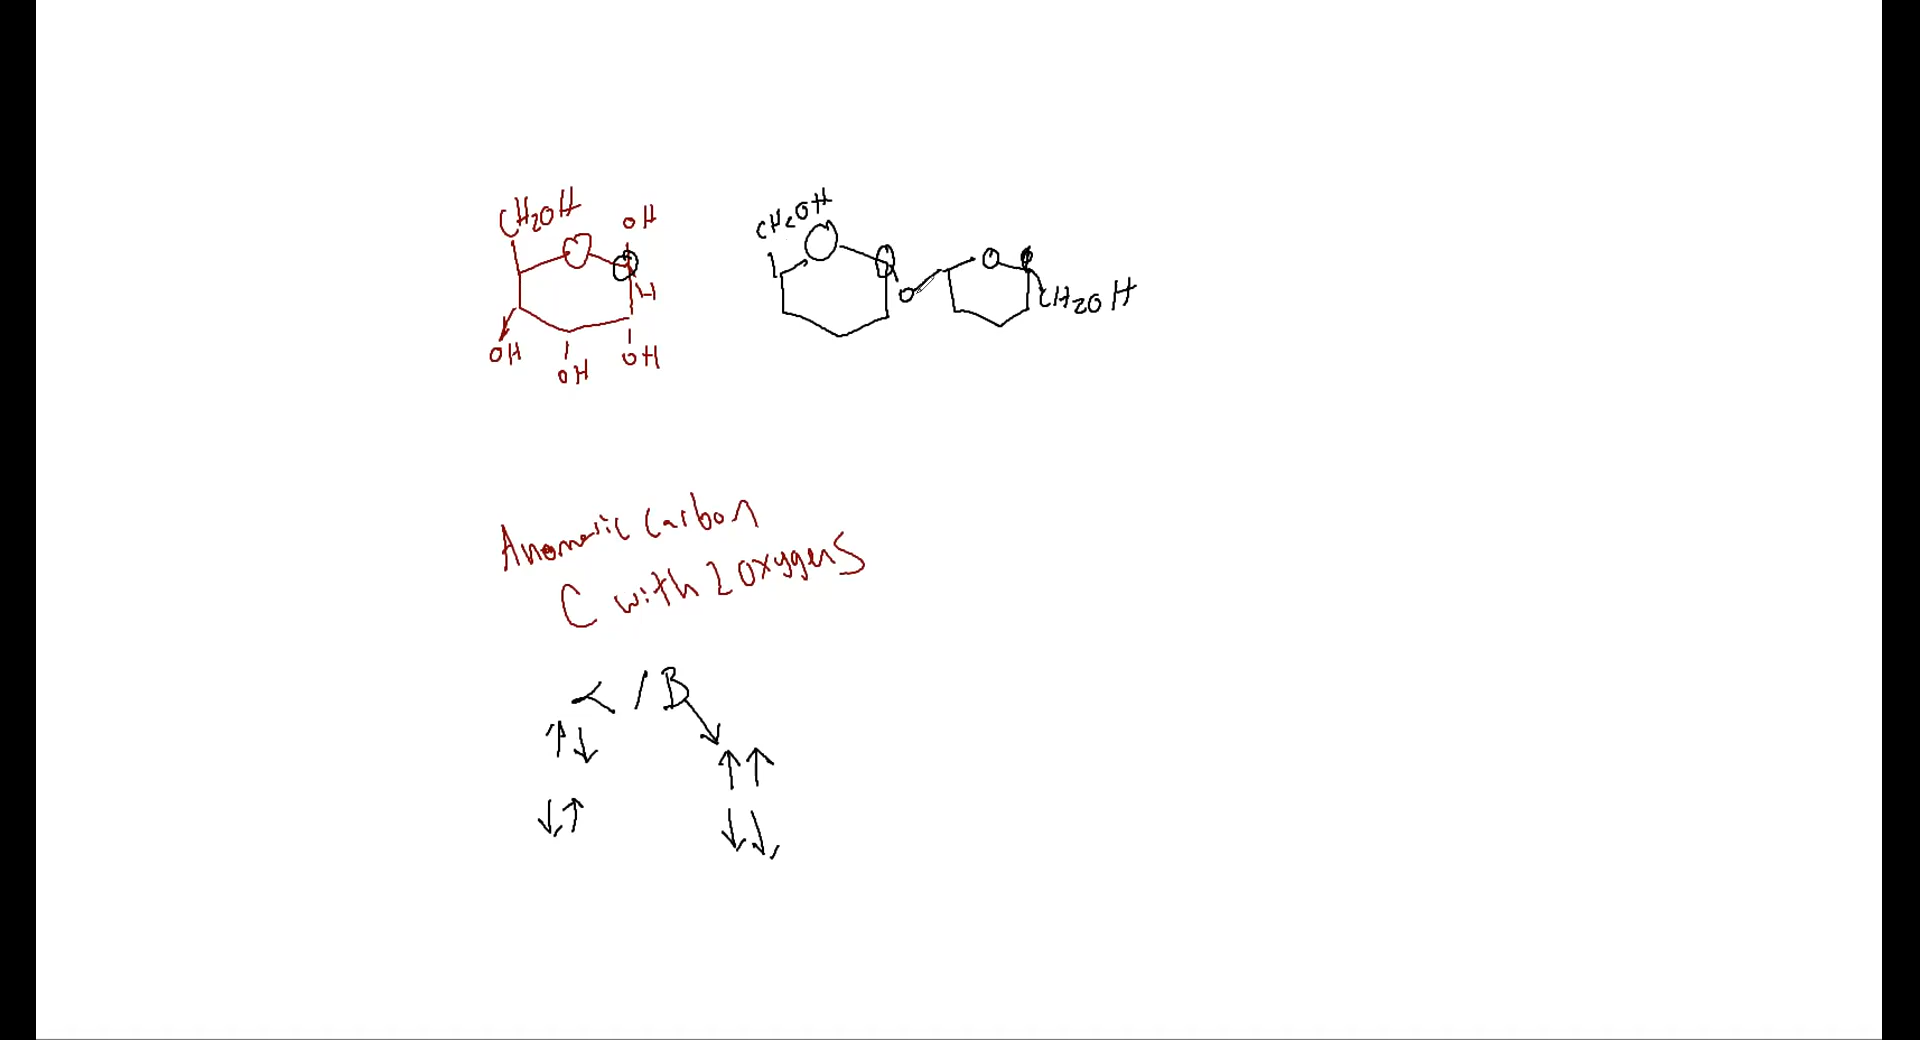 CH2OH
OH
H
OH
OH
OH
CH2OH
O
O
CH2OH
Anomeric Carbon
C with 2 oxygens
∝ / B
↑↓
↑↑
↓↑
↓↓